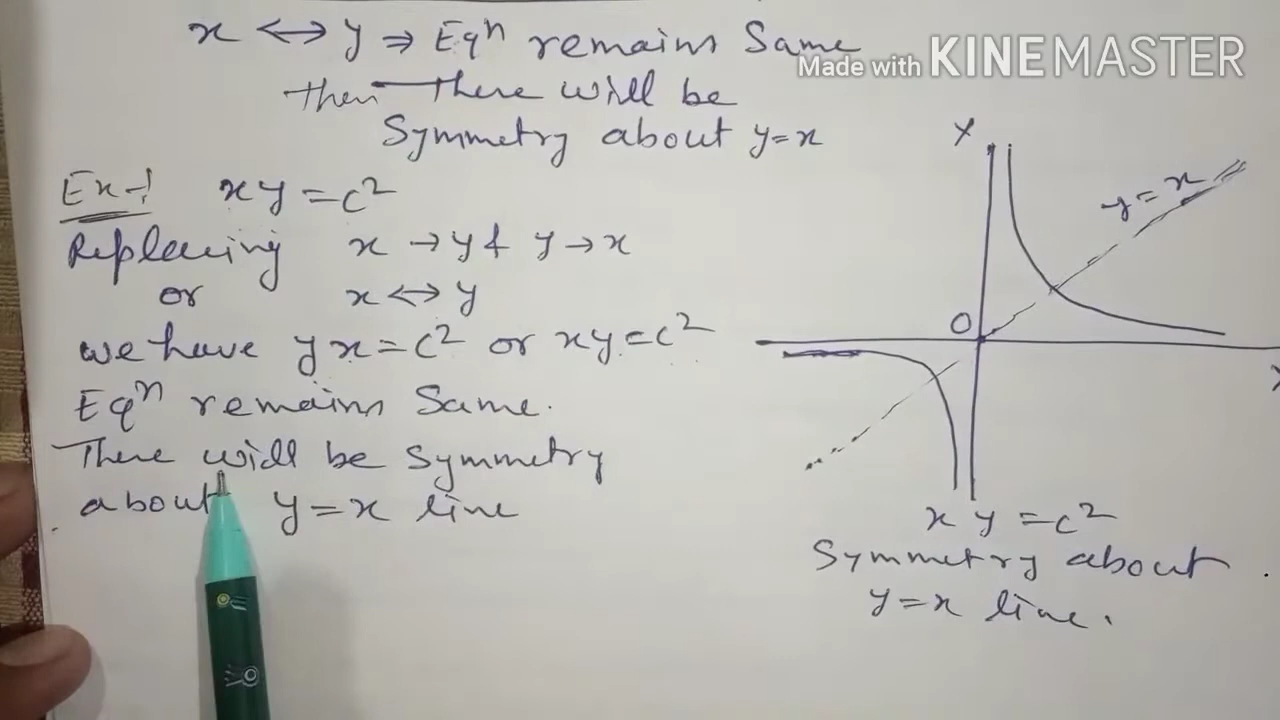 x ↔ y ⇒ Eqⁿ remains Same
Then There will be
Symmetry about y=x
Made with KINEMASTER
Ex-1 xy = c²
Replacing x → y & y → x
or x ↔ y
we have yx = c² or xy = c²
Eqⁿ remains Same.
There will be Symmetry
about y = x line
Y
y = x
O
X
xy = c²
Symmetry about
y = x line.